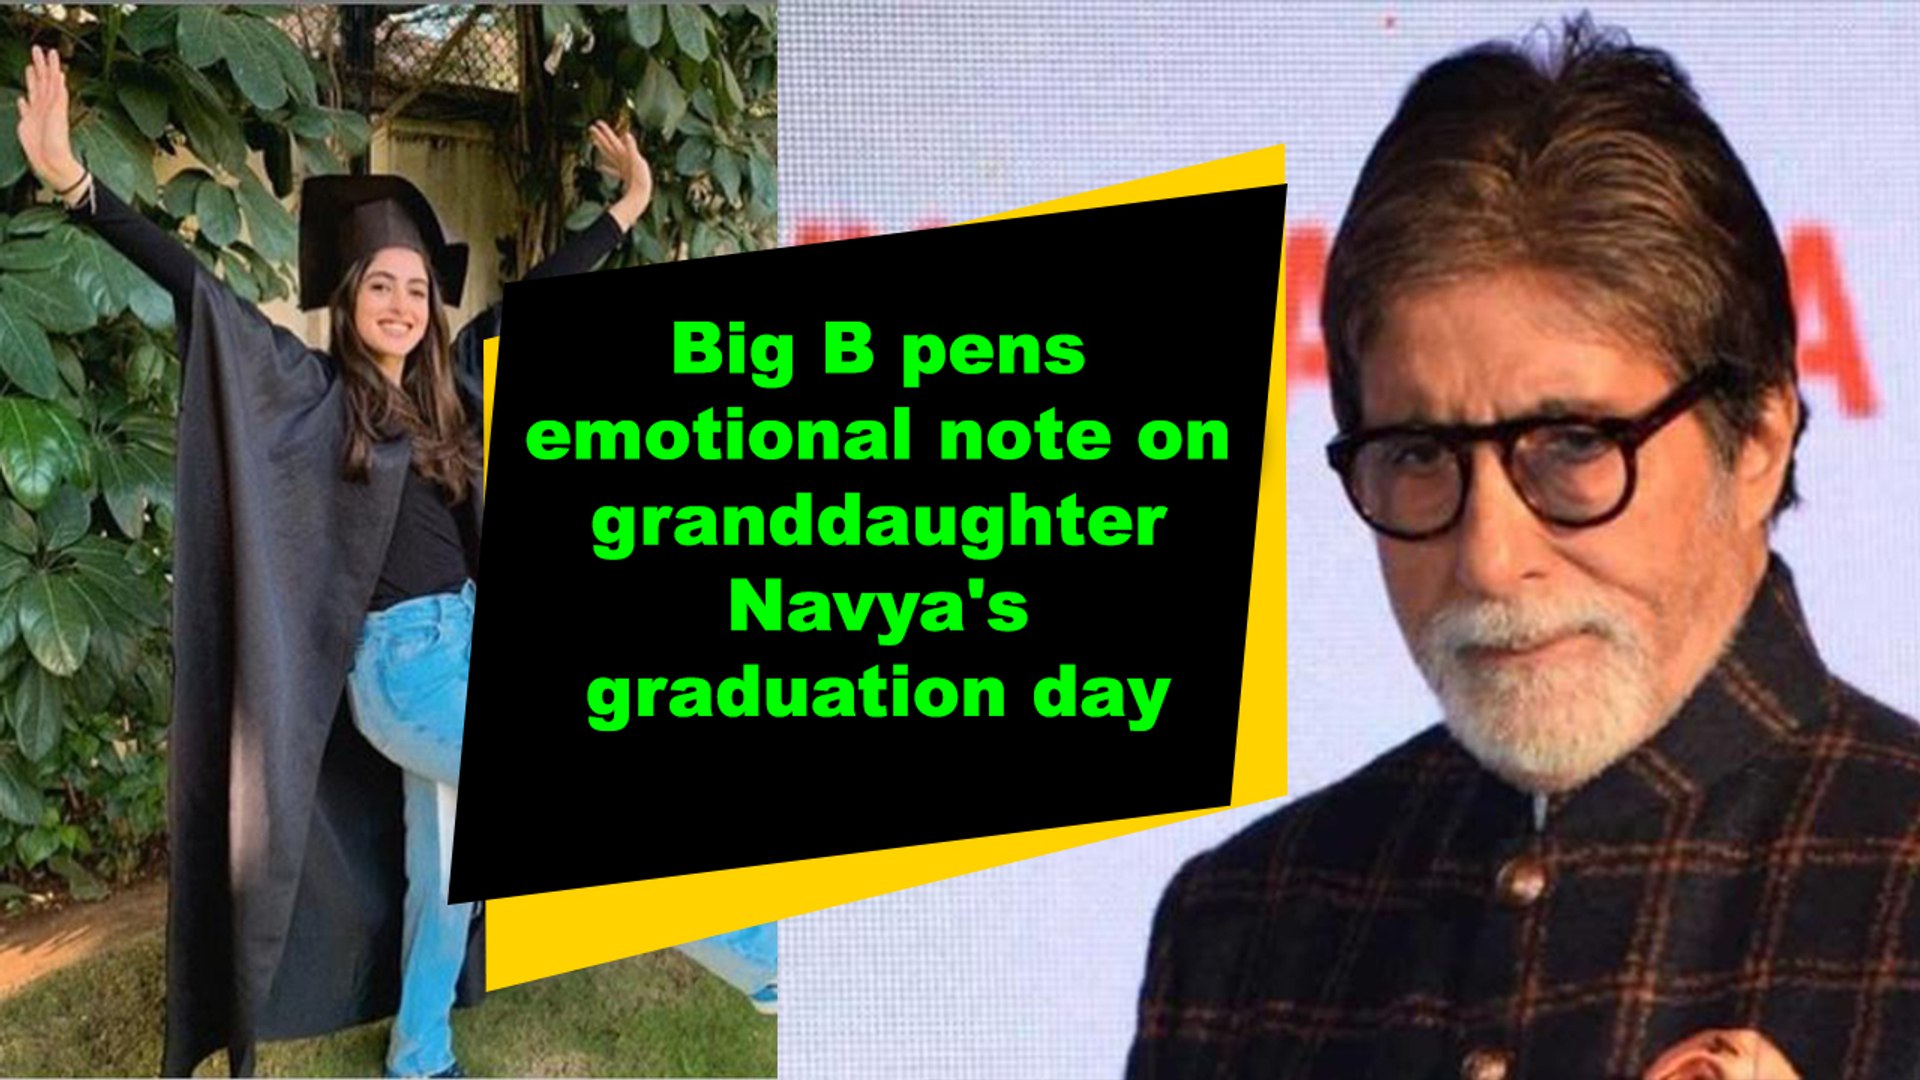 Big B pens
emotional note on
granddaughter
Navya's
graduation day